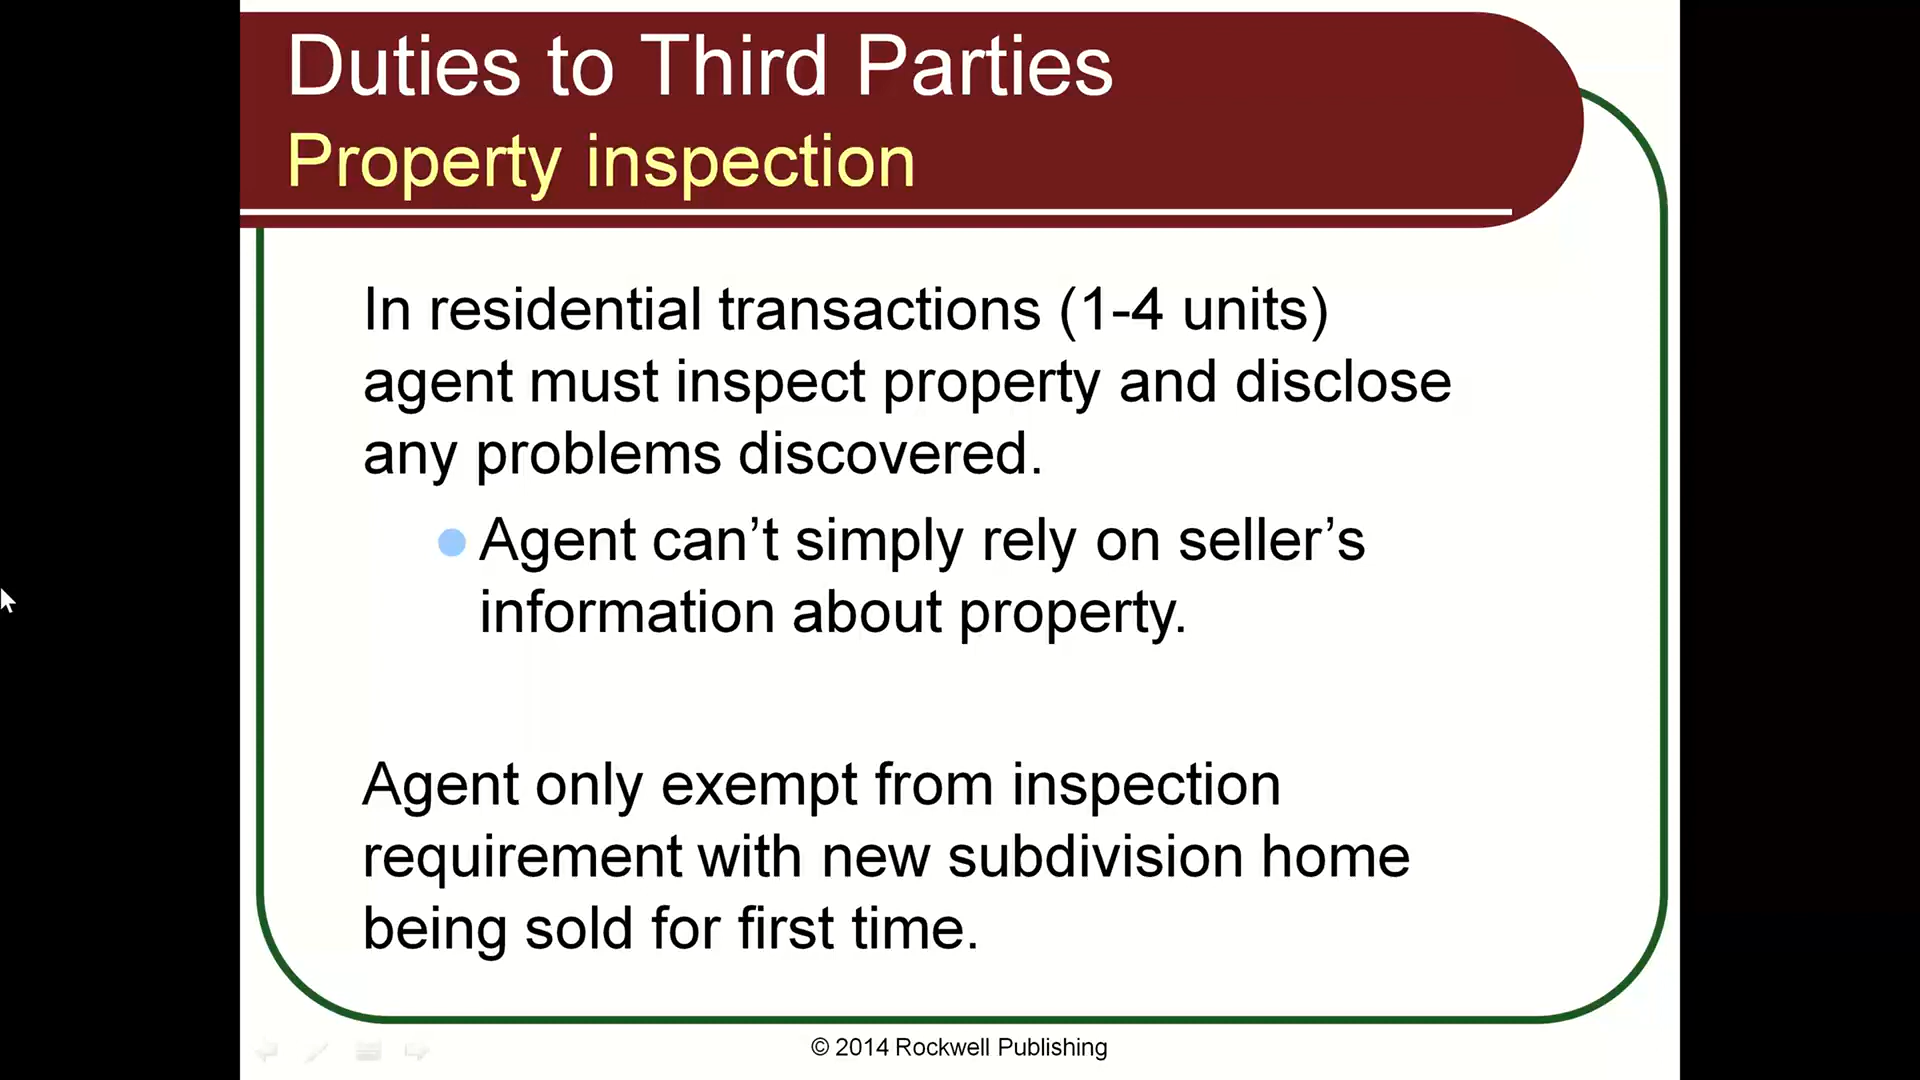 Duties to Third Parties
Property inspection
In residential transactions (1-4 units)
agent must inspect property and disclose
any problems discovered.
Agent can’t simply rely on seller’s
information about property.
Agent only exempt from inspection
requirement with new subdivision home
being sold for first time.
© 2014 Rockwell Publishing